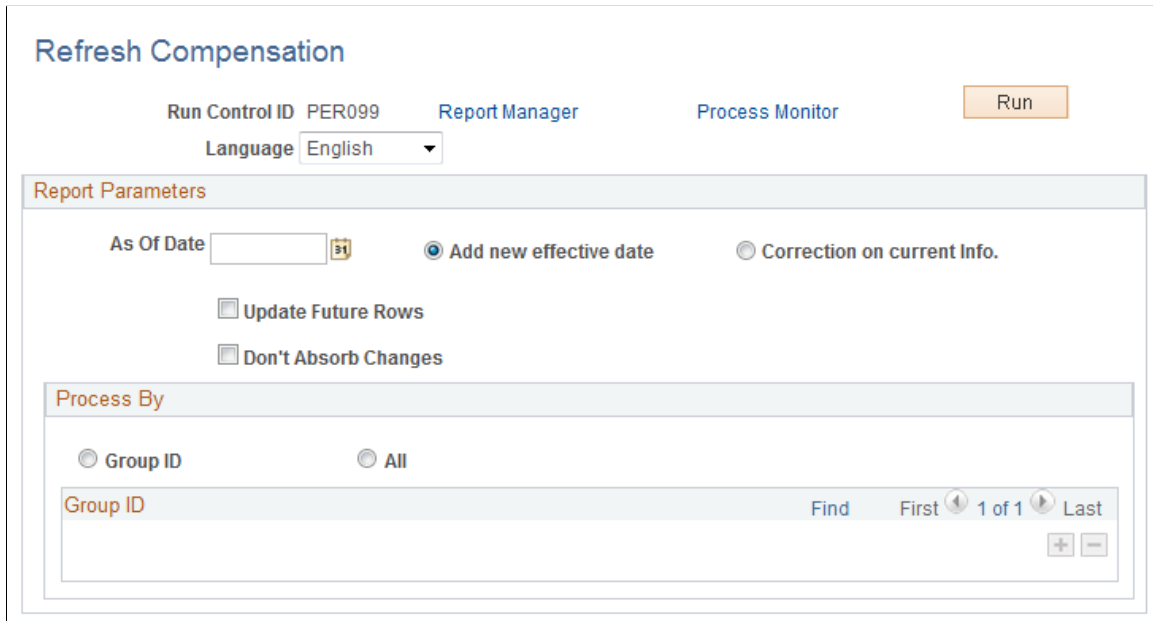 Refresh Compensation
Run Control ID PER099 Report Manager Process Monitor Run
Language English
Report Parameters
As Of Date 31 Add new effective date Correction on current Info.
Update Future Rows
Don't Absorb Changes
Process By
Group ID All
Group ID Find First 1 of 1 Last